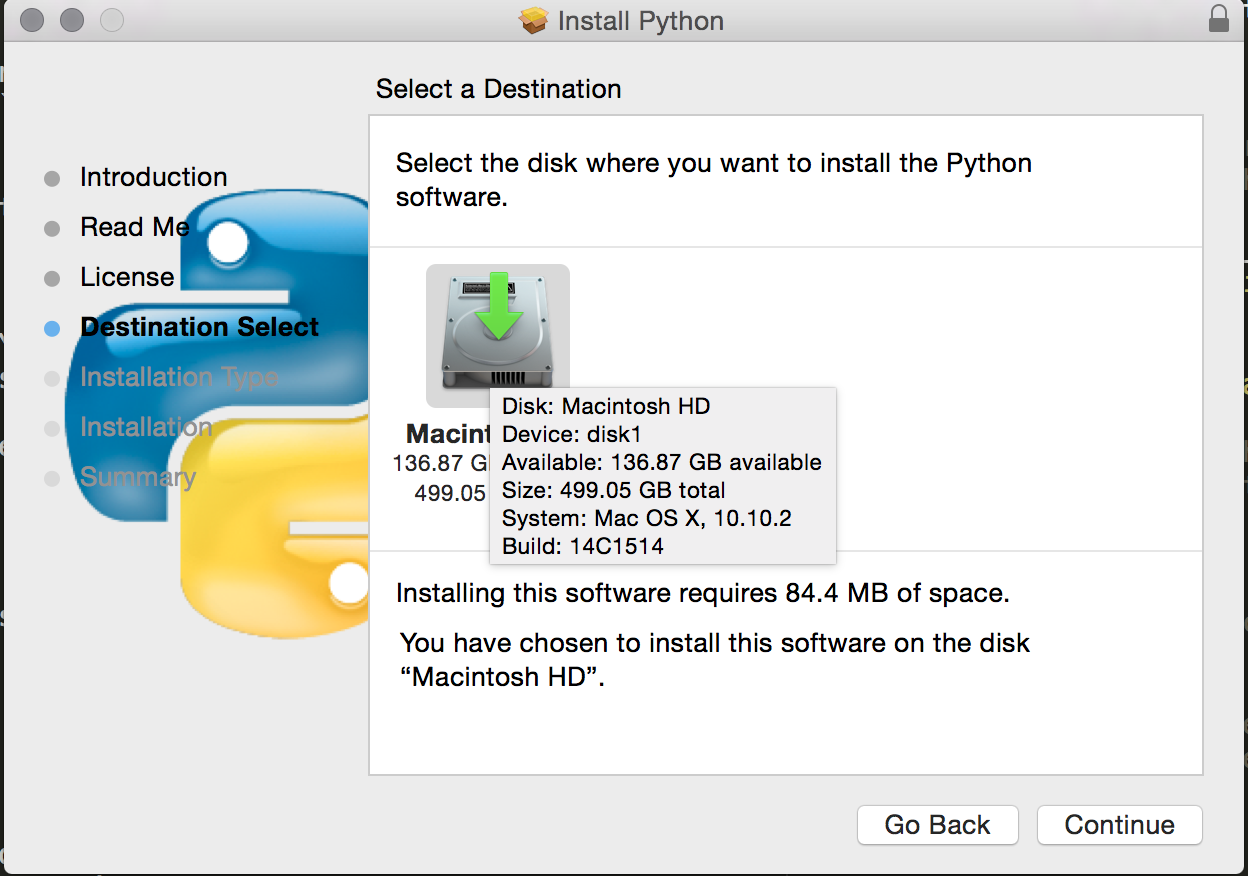 Install Python
Select a Destination
Introduction
Read Me
License
Destination Select
Installation Type
Installation
Summary
Select the disk where you want to install the Python
software.
Macint
136.87 G
499.05
Disk: Macintosh HD
Device: disk1
Available: 136.87 GB available
Size: 499.05 GB total
System: Mac OS X, 10.10.2
Build: 14C1514
Installing this software requires 84.4 MB of space.
You have chosen to install this software on the disk
“Macintosh HD”.
Go Back
Continue